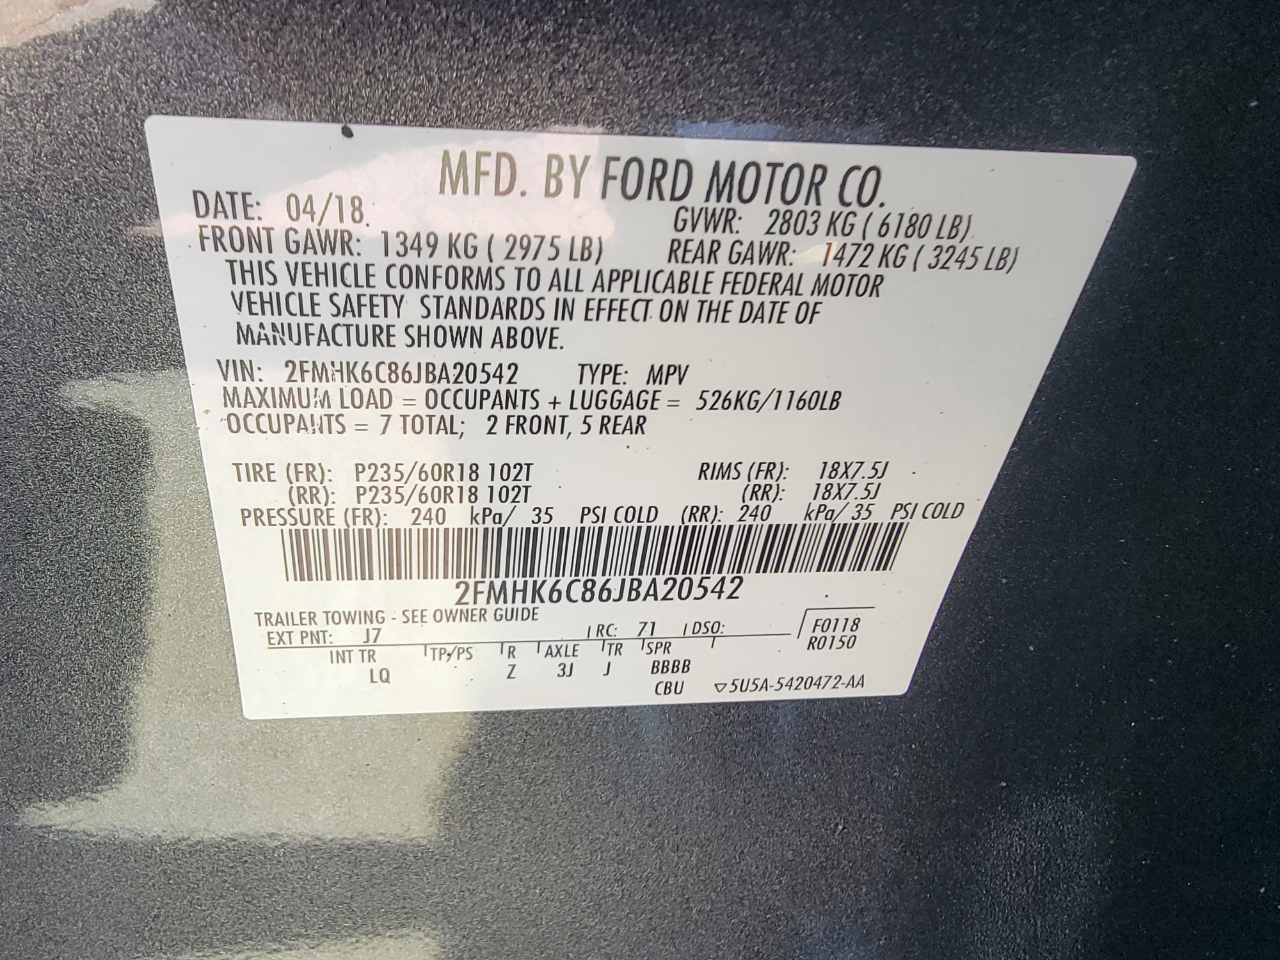 MFD. BY FORD MOTOR CO.
DATE: 04/18. GVWR: 2803 KG ( 6180 LB)
FRONT GAWR: 1349 KG ( 2975 LB) REAR GAWR: 1472 KG ( 3245 LB)
THIS VEHICLE CONFORMS TO ALL APPLICABLE FEDERAL MOTOR
VEHICLE SAFETY STANDARDS IN EFFECT ON THE DATE OF
MANUFACTURE SHOWN ABOVE.
VIN: 2FMHK6C86JBA20542 TYPE: MPV
MAXIMUM LOAD = OCCUPANTS + LUGGAGE = 526KG/1160LB
OCCUPANTS = 7 TOTAL; 2 FRONT, 5 REAR
TIRE (FR): P235/60R18 102T RIMS (FR): 18X7.5J
(RR): P235/60R18 102T (RR): 18X7.5J
PRESSURE (FR): 240 kPa/ 35 PSI COLD (RR): 240 kPa/ 35 PSI COLD
2FMHK6C86JBA20542
TRAILER TOWING - SEE OWNER GUIDE
EXT PNT: J7 RC: 71 DSO: F0118
R0150
INT TR TP/PS R AXLE TR SPR
LQ Z 3J J BBBB
CBU ▽5U5A-5420472-AA